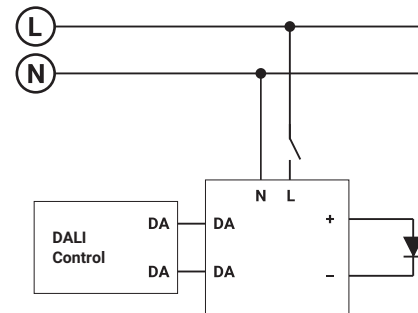 L
N
N L
DA DA +
DALI
Control
DA DA –